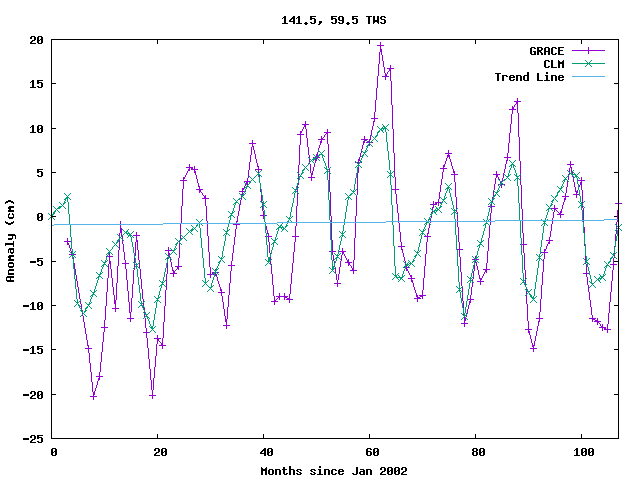 141.5, 59.5 TWS
GRACE
CLM
Trend Line
20
15
10
5
0
-5
-10
-15
-20
-25
Anomaly (cm)
0 20 40 60 80 100
Months since Jan 2002